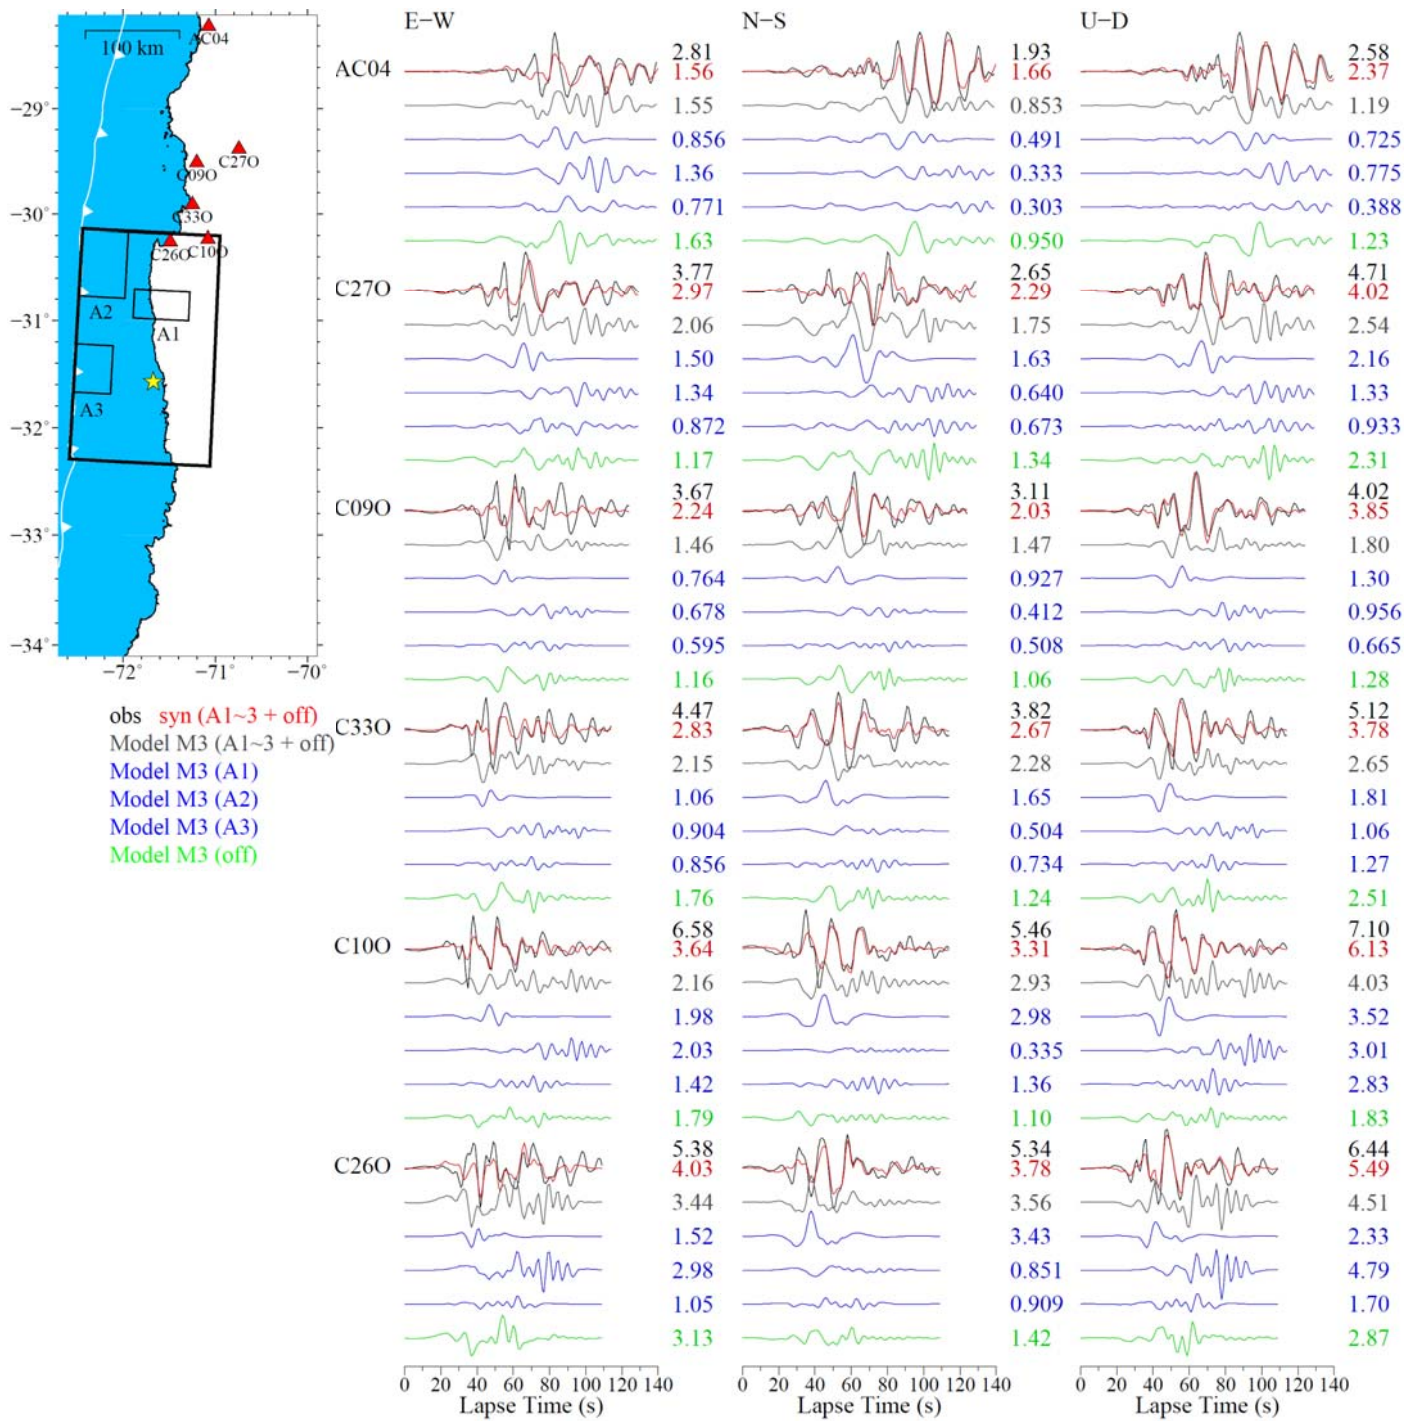 E−W N−S U−D
100 km
AC04
C27O
C09O
C33O
C26O C10O
A2
A1
A3
−29°
−30°
−31°
−32°
−33°
−34°
−72° −71° −70°
obs syn (A1~3 + off)
Model M3 (A1~3 + off)
Model M3 (A1)
Model M3 (A2)
Model M3 (A3)
Model M3 (off)
AC04
2.81 1.93 2.58
1.56 1.66 2.37
1.55 0.853 1.19
0.856 0.491 0.725
1.36 0.333 0.775
0.771 0.303 0.388
1.63 0.950 1.23
C27O
3.77 2.65 4.71
2.97 2.29 4.02
2.06 1.75 2.54
1.50 1.63 2.16
1.34 0.640 1.33
0.872 0.673 0.933
1.17 1.34 2.31
C09O
3.67 3.11 4.02
2.24 2.03 3.85
1.46 1.47 1.80
0.764 0.927 1.30
0.678 0.412 0.956
0.595 0.508 0.665
1.16 1.06 1.28
C33O
4.47 3.82 5.12
2.83 2.67 3.78
2.15 2.28 2.65
1.06 1.65 1.81
0.904 0.504 1.06
0.856 0.734 1.27
1.76 1.24 2.51
C10O
6.58 5.46 7.10
3.64 3.31 6.13
2.16 2.93 4.03
1.98 2.98 3.52
2.03 0.335 3.01
1.42 1.36 2.83
1.79 1.10 1.83
C26O
5.38 5.34 6.44
4.03 3.78 5.49
3.44 3.56 4.51
1.52 3.43 2.33
2.98 0.851 4.79
1.05 0.909 1.70
3.13 1.42 2.87
0 20 40 60 80 100 120 140 0 20 40 60 80 100 120 140 0 20 40 60 80 100 120 140
Lapse Time (s) Lapse Time (s) Lapse Time (s)